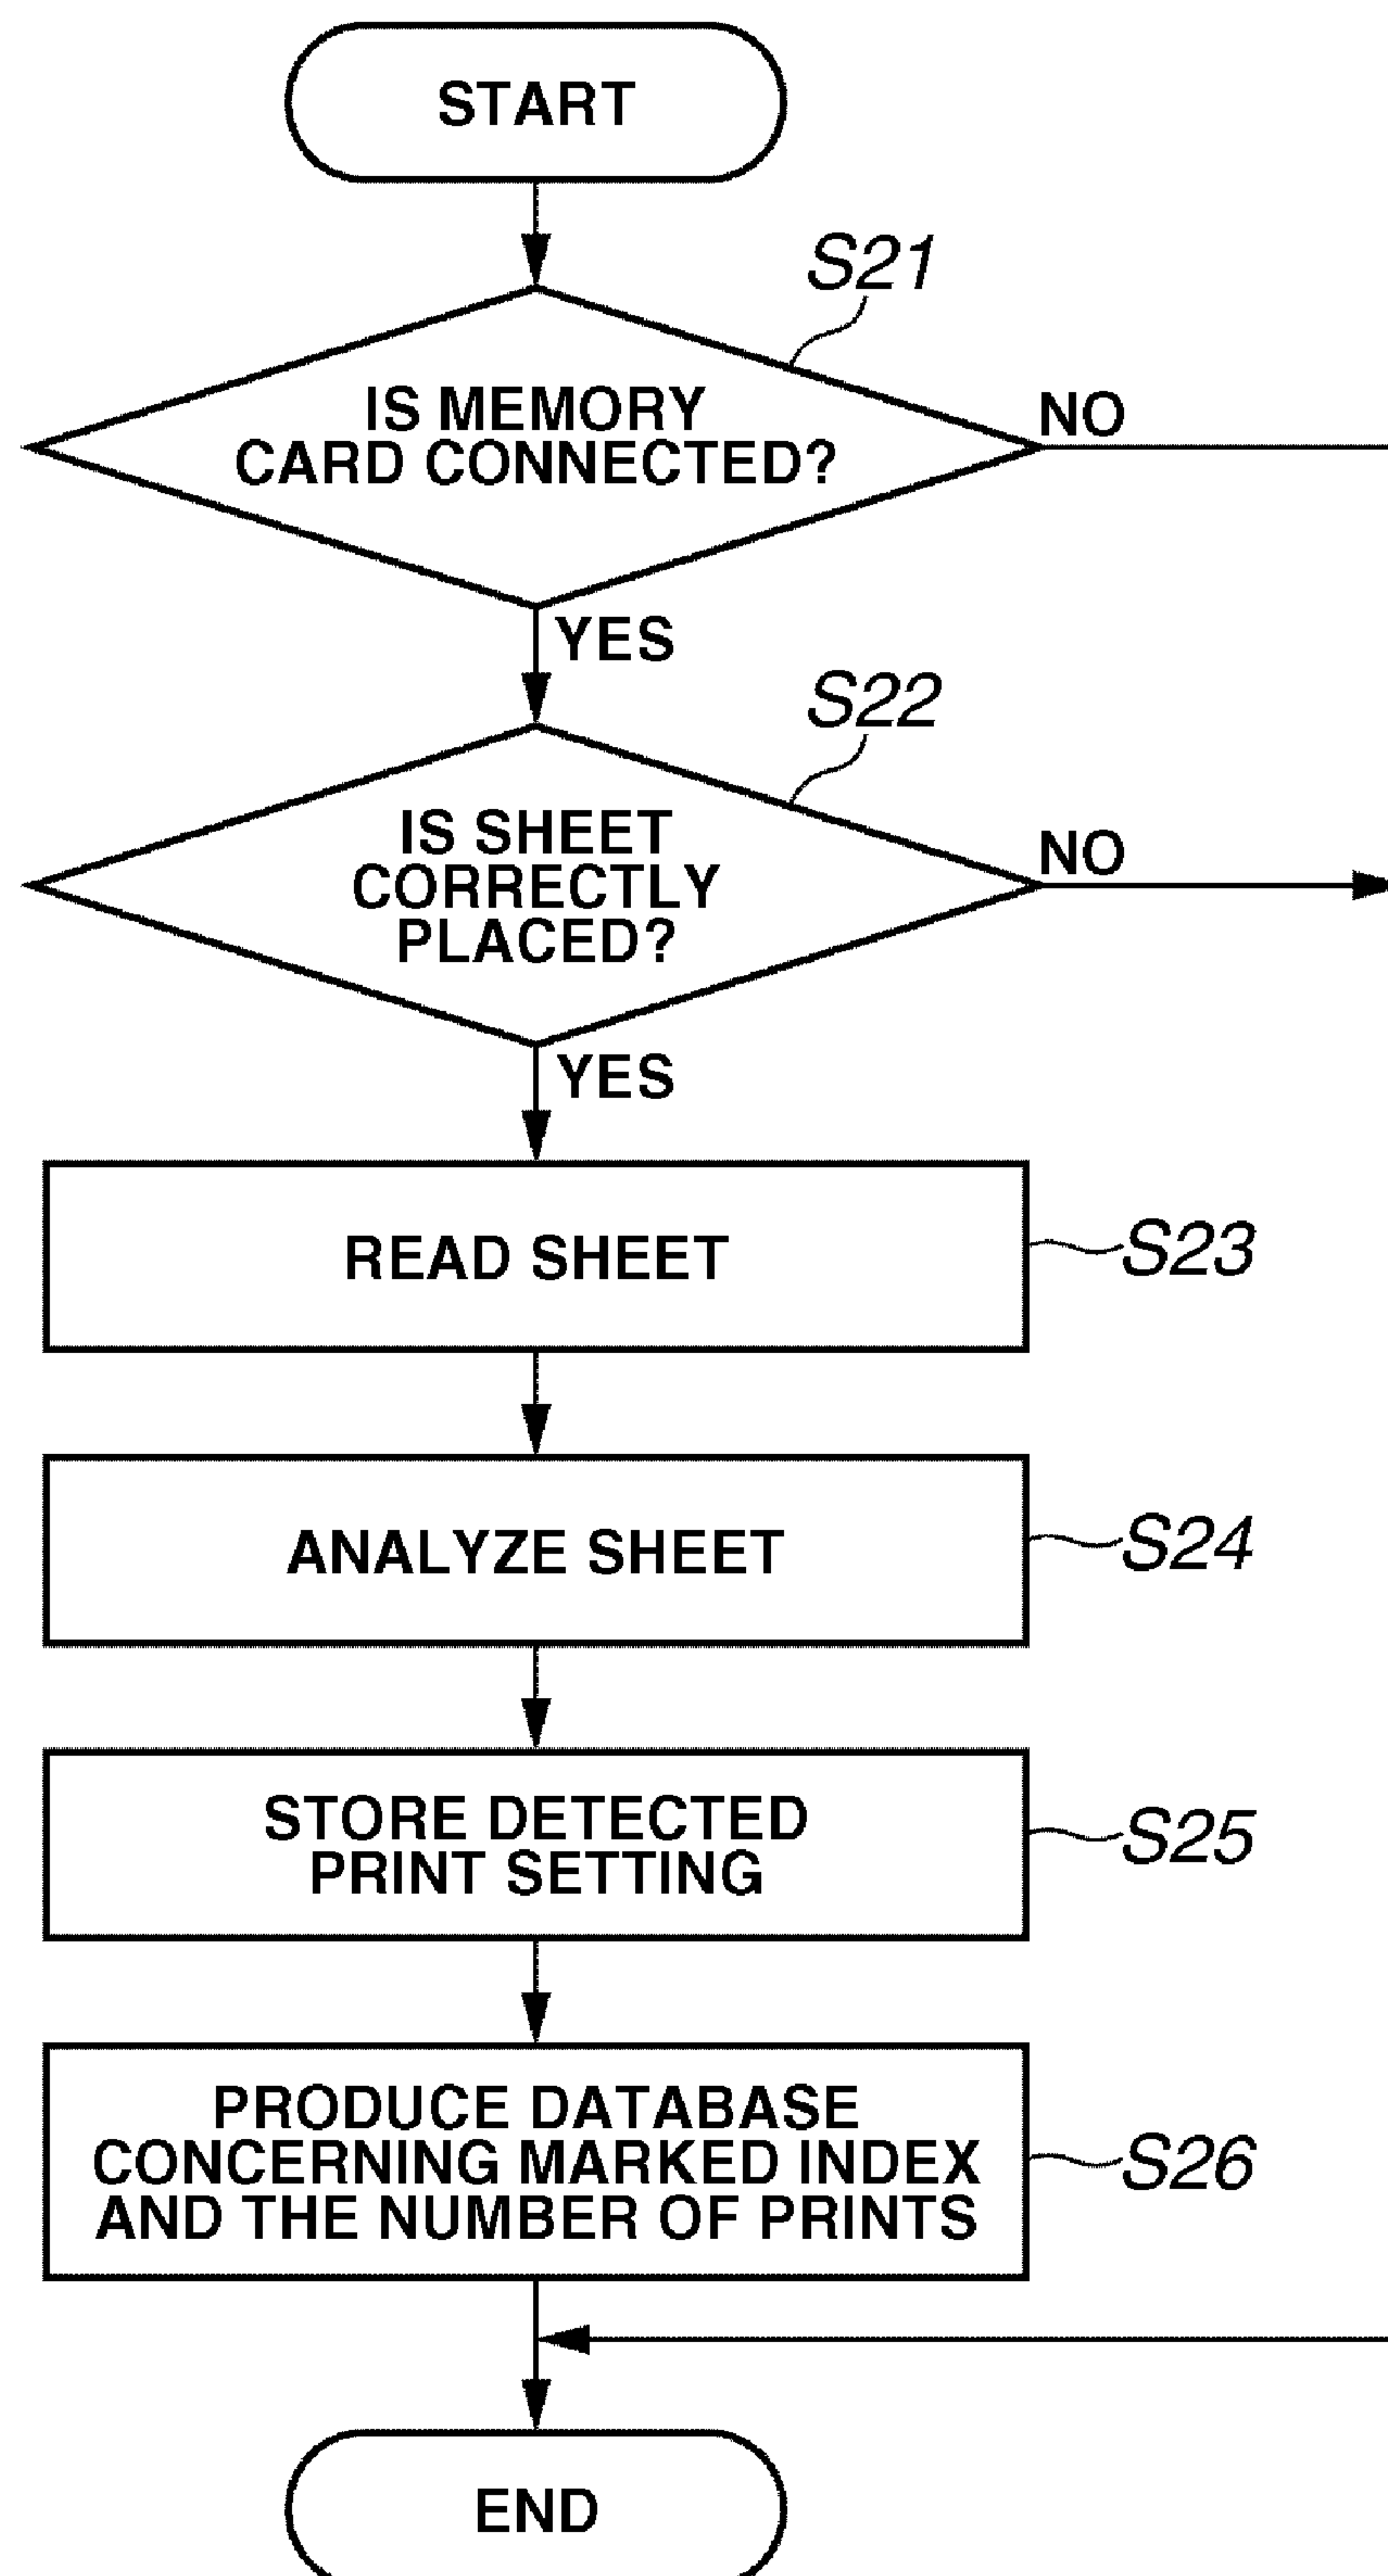 START
S21
IS MEMORY
CARD CONNECTED?
NO
YES
S22
IS SHEET
CORRECTLY
PLACED?
NO
YES
READ SHEET
S23
ANALYZE SHEET
S24
STORE DETECTED
PRINT SETTING
S25
PRODUCE DATABASE
CONCERNING MARKED INDEX
AND THE NUMBER OF PRINTS
S26
END